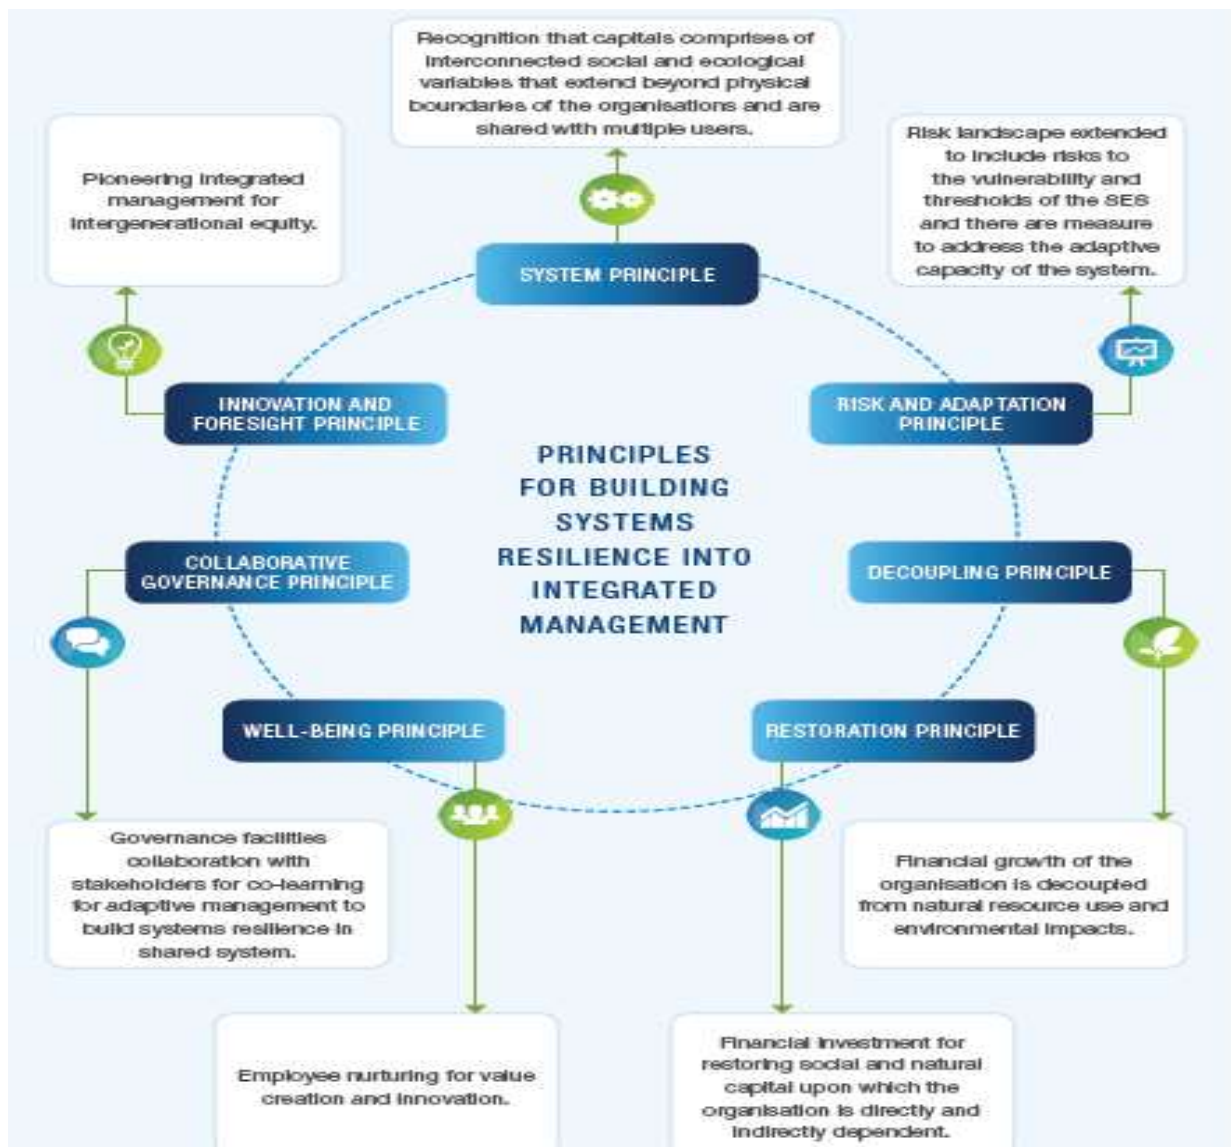 Recognition that capitals comprises of
interconnected social and ecological
variables that extend beyond physical
boundaries of the organisations and are
shared with multiple users.
SYSTEM PRINCIPLE
Risk landscape extended
to include risks to
the vulnerability and
thresholds of the SES
and there are measure
to address the adaptive
capacity of the system.
RISK AND ADAPTATION
PRINCIPLE
DECOUPLING PRINCIPLE
Financial growth of the
organisation is decoupled
from natural resource use and
environmental impacts.
RESTORATION PRINCIPLE
Financial investment for
restoring social and natural
capital upon which the
organisation is directly and
indirectly dependent.
WELL-BEING PRINCIPLE
Employee nurturing for value
creation and innovation.
COLLABORATIVE
GOVERNANCE PRINCIPLE
Governance facilities
collaboration with
stakeholders for co-learning
for adaptive management to
build systems resilience in
shared system.
INNOVATION AND
FORESIGHT PRINCIPLE
Pioneering integrated
management for
intergenerational equity.
PRINCIPLES
FOR BUILDING
SYSTEMS
RESILIENCE INTO
INTEGRATED
MANAGEMENT